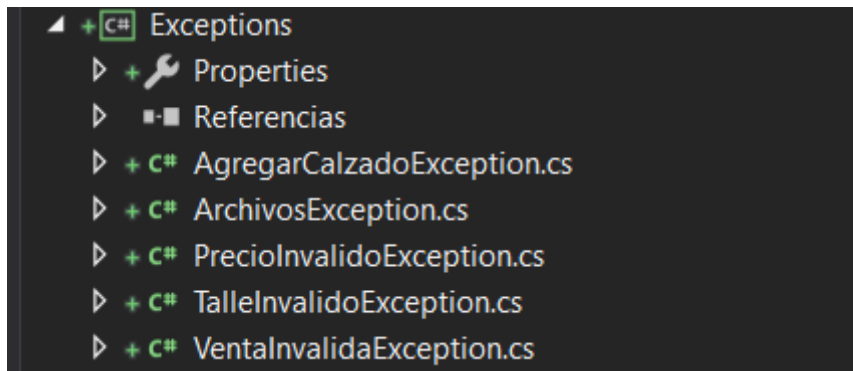 C# Exceptions
Properties
Referencias
C# AgregarCalzadoException.cs
C# ArchivosException.cs
C# PrecioInvalidoException.cs
C# TalleInvalidoException.cs
C# VentaInvalidaException.cs